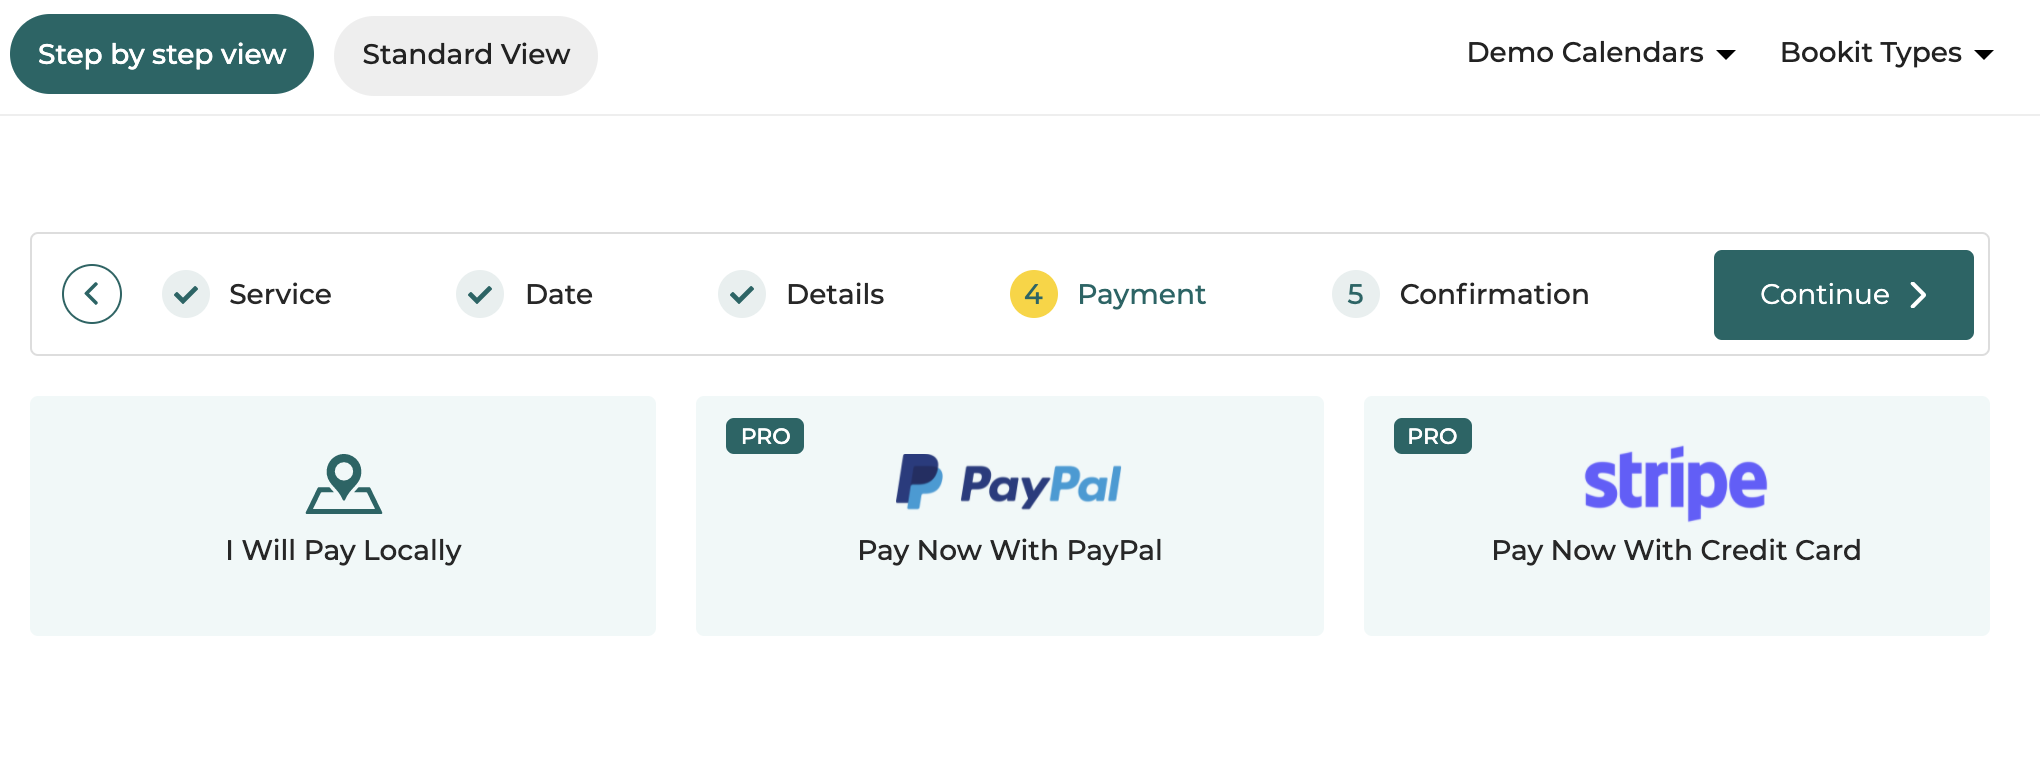 Step by step view
Standard View
Demo Calendars
Bookit Types
Service
Date
Details
4
Payment
5
Confirmation
Continue
I Will Pay Locally
PRO
PayPal
Pay Now With PayPal
PRO
stripe
Pay Now With Credit Card